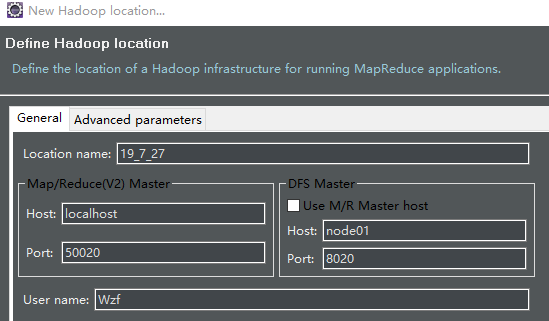 New Hadoop location...
Define Hadoop location
Define the location of a Hadoop infrastructure for running MapReduce applications.
General
Advanced parameters
Location name: 19_7_27
Map/Reduce(V2) Master
Host: localhost
Port: 50020
DFS Master
Use M/R Master host
Host: node01
Port: 8020
User name: Wzf